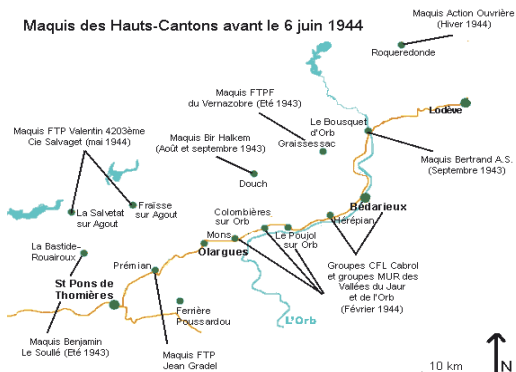 Maquis des Hauts-Cantons avant le 6 juin 1944
Maquis Action Ouvrière
(Hiver 1944)
Roqueredonde
Maquis FTPF
du Vernazobre (Eté 1943)
Le Bousquet
d'Orb
Lodève
Maquis FTP Valentin 4203ème
Cie Salvaget (mai 1944)
Maquis Bir Halkem
(Août et septembre 1943)
Graissessac
Maquis Bertrand A.S.
(Septembre 1943)
Douch
La Salvetat
sur Agout
Fraïsse
sur Agout
Bédarieux
Colombières
sur Orb
Hérépian
Mons
Le Poujol
sur Orb
Olargues
La Bastide-
Rouairoux
Prémian
Groupes CFL Cabrol
et groupes MUR des
Vallées du Jaur
et de l'Orb
(Février 1944)
St Pons de
Thomières
Ferrière
Poussardou
L'Orb
Maquis Benjamin
Le Soullé (Eté 1943)
Maquis FTP
Jean Gradel
10 km
N